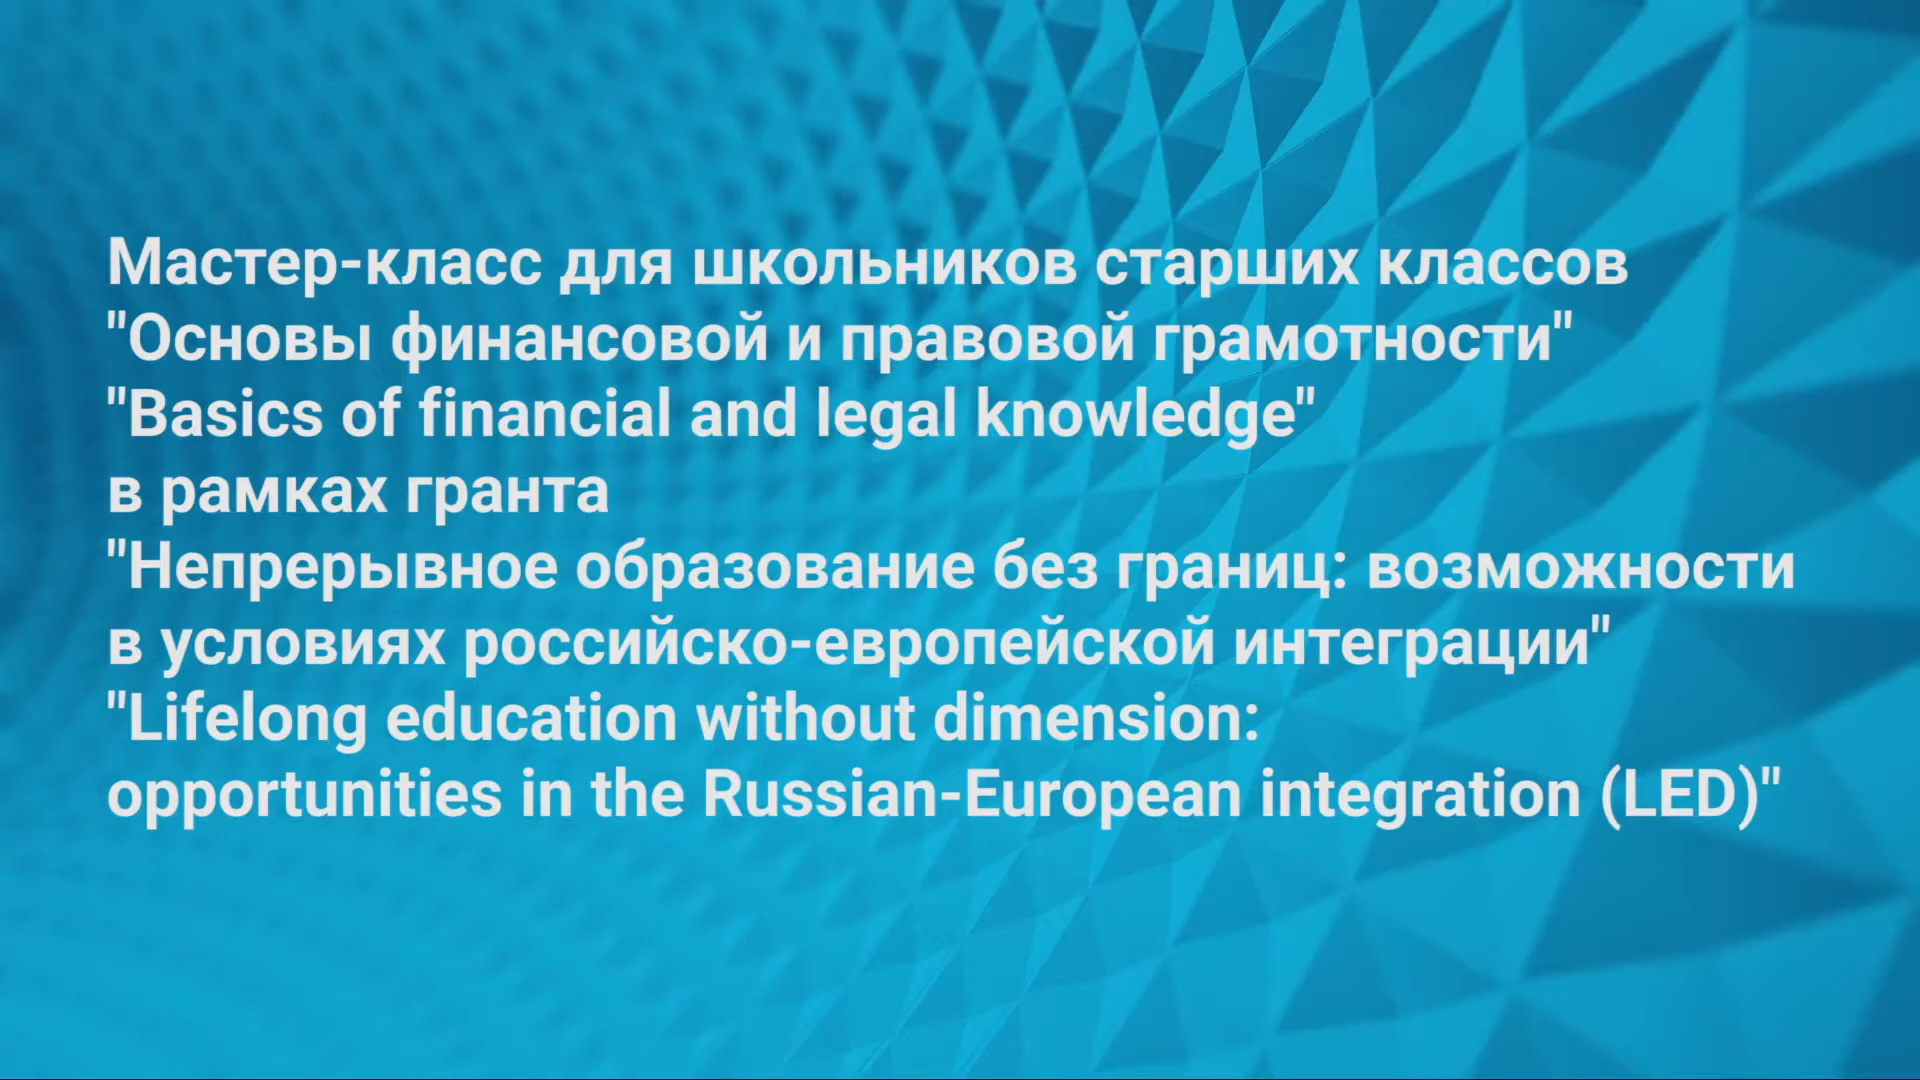 Мастер-класс для школьников старших классов
"Основы финансовой и правовой грамотности"
"Basics of financial and legal knowledge"
в рамках гранта
"Непрерывное образование без границ: возможности
в условиях российско-европейской интеграции"
"Lifelong education without dimension:
opportunities in the Russian-European integration (LED)"